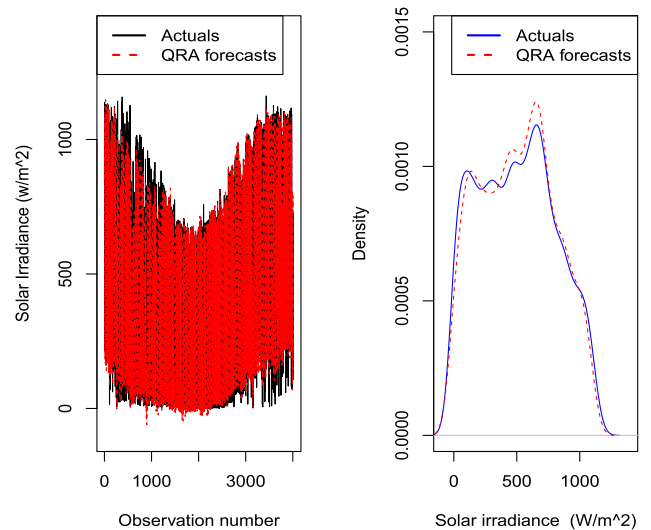 Actuals
QRA forecasts
Solar Irradiance (w/m^2)
1000
500
0
0
1000
3000
Observation number
Actuals
QRA forecasts
Density
0.0015
0.0010
0.0005
0.0000
0
500
1000
Solar irradiance (W/m^2)